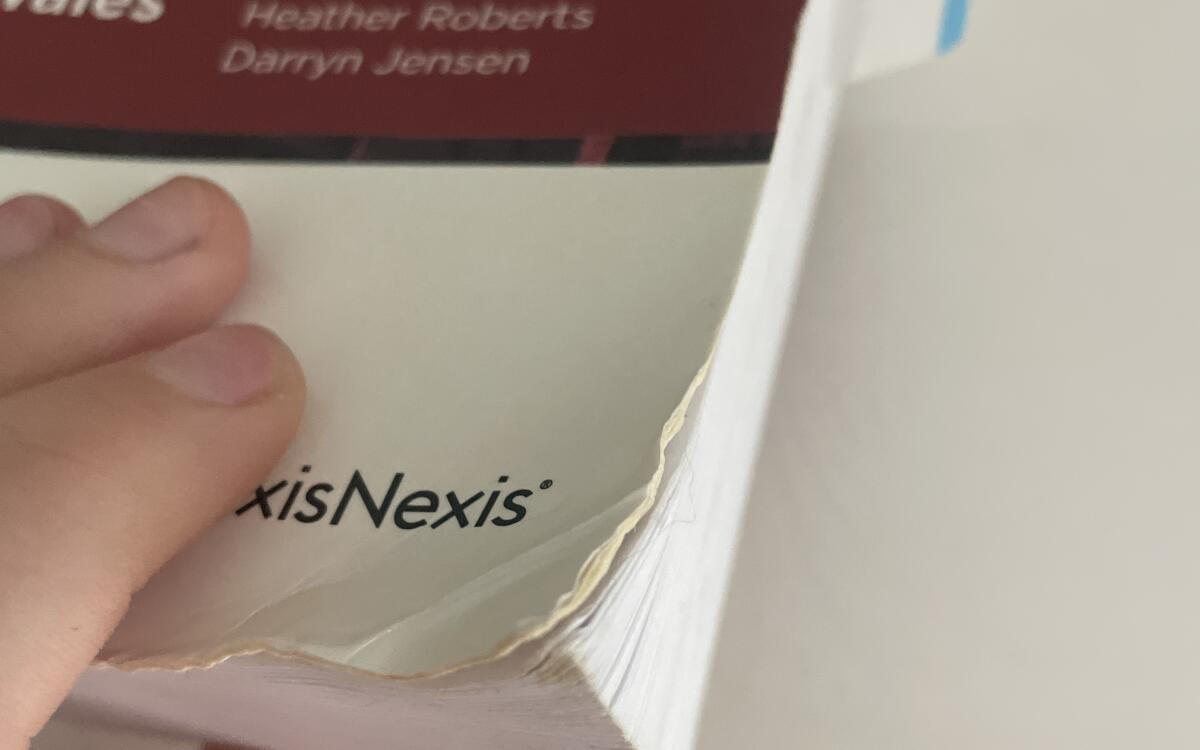 Heather Roberts
Darryn Jensen
xisNexis®